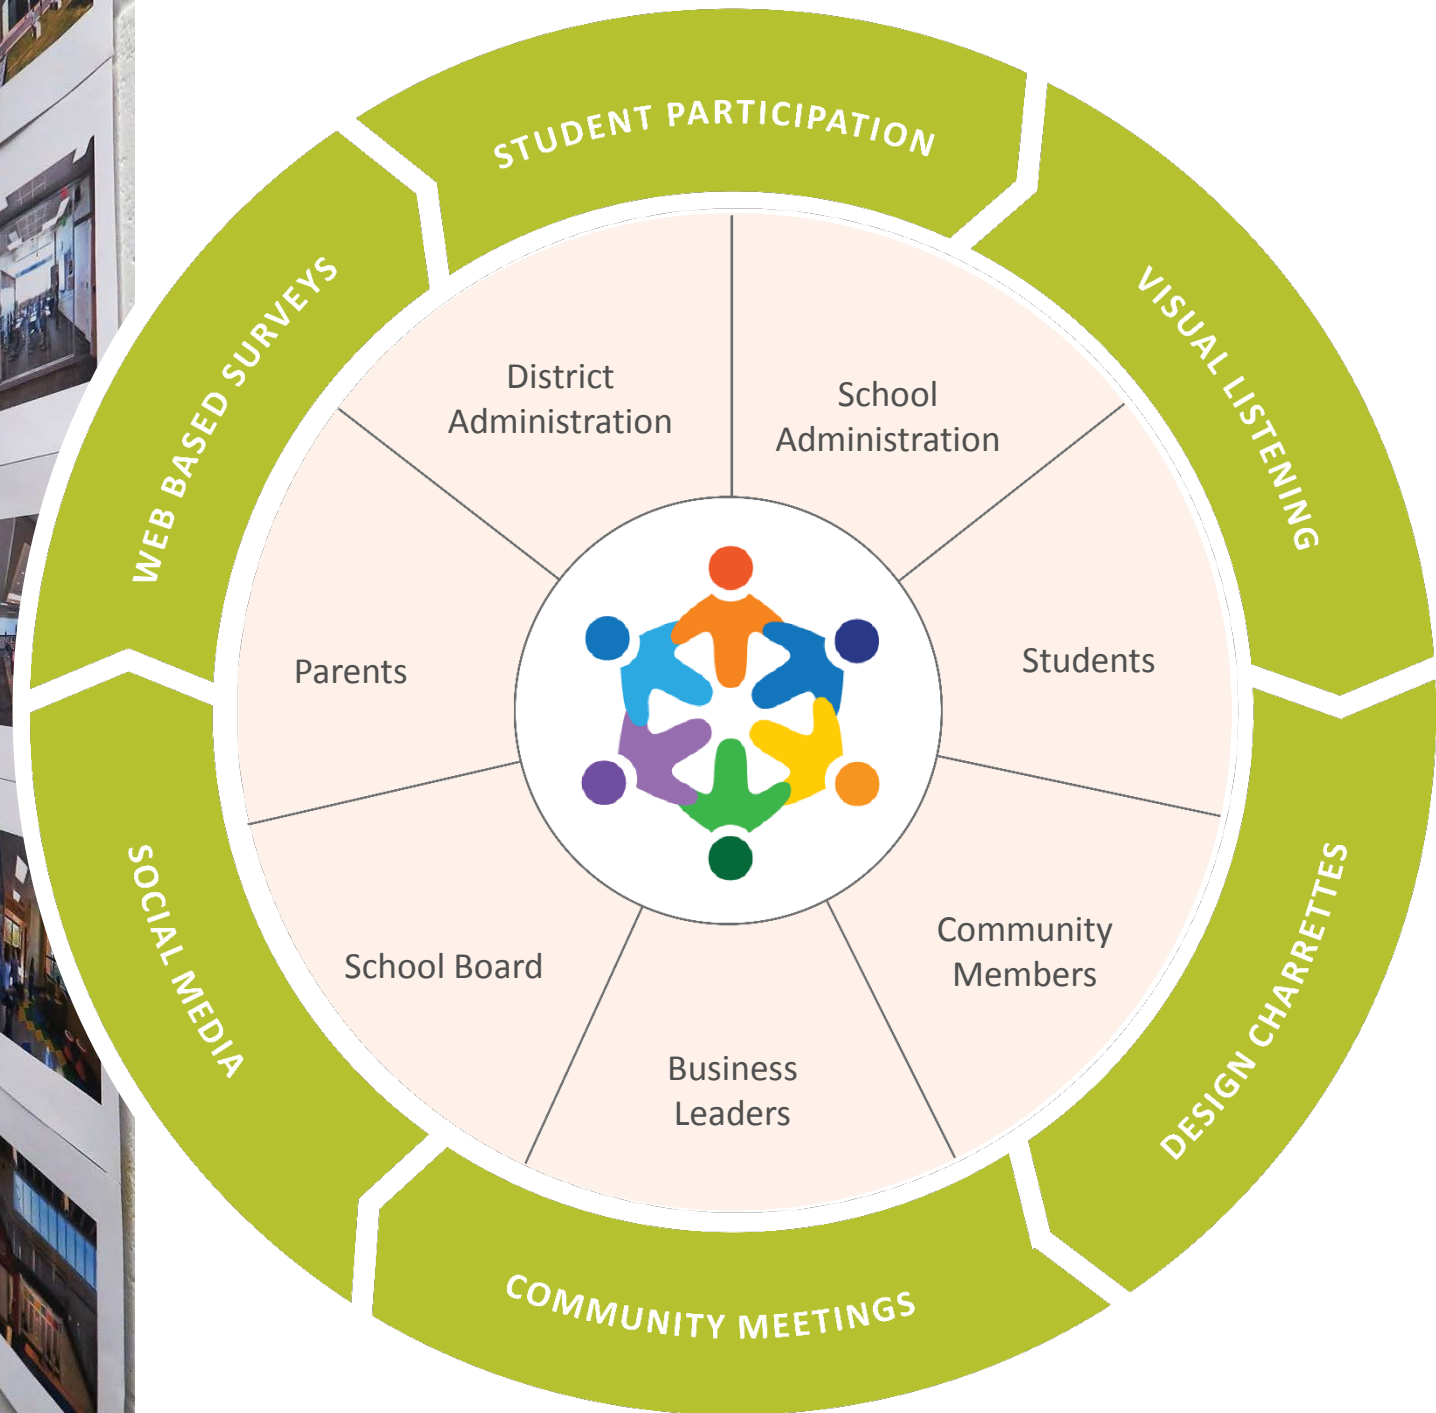 STUDENT PARTICIPATION
VISUAL LISTENING
DESIGN CHARRETTES
COMMUNITY MEETINGS
SOCIAL MEDIA
WEB BASED SURVEYS
District
Administration
School
Administration
Students
Community
Members
Business
Leaders
School Board
Parents